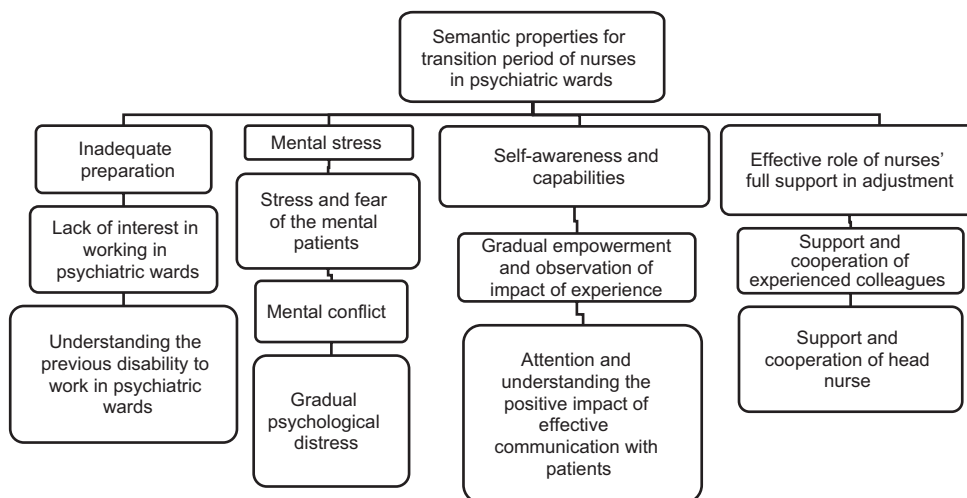 Semantic properties for
transition period of nurses
in psychiatric wards
Inadequate
preparation
Lack of interest in
working in
psychiatric wards
Understanding the
previous disability to
work in psychiatric
wards
Mental stress
Stress and fear
of the mental
patients
Mental conflict
Gradual
psychological
distress
Self-awareness and
capabilities
Gradual empowerment
and observation of
impact of experience
Attention and
understanding the
positive impact of
effective
communication with
patients
Effective role of nurses’
full support in adjustment
Support and
cooperation of
experienced colleagues
Support and
cooperation of head
nurse